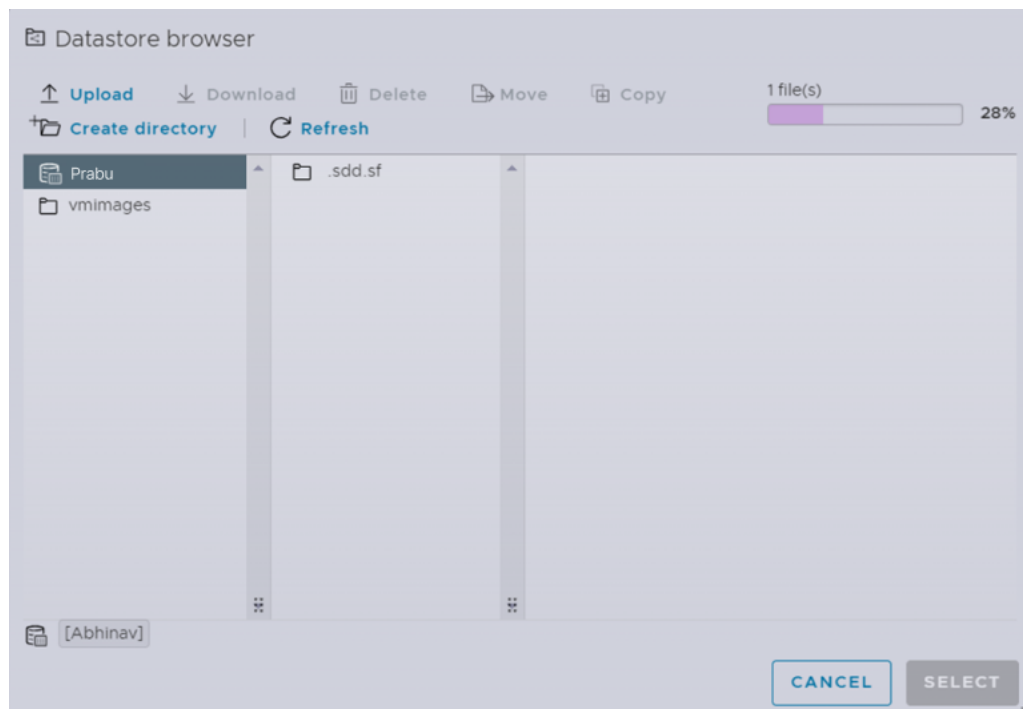 Datastore browser
Upload Download Delete Move Copy 1 file(s)
28%
Create directory Refresh
Prabu .sdd.sf
vmimages
[Abhinav]
CANCEL SELECT